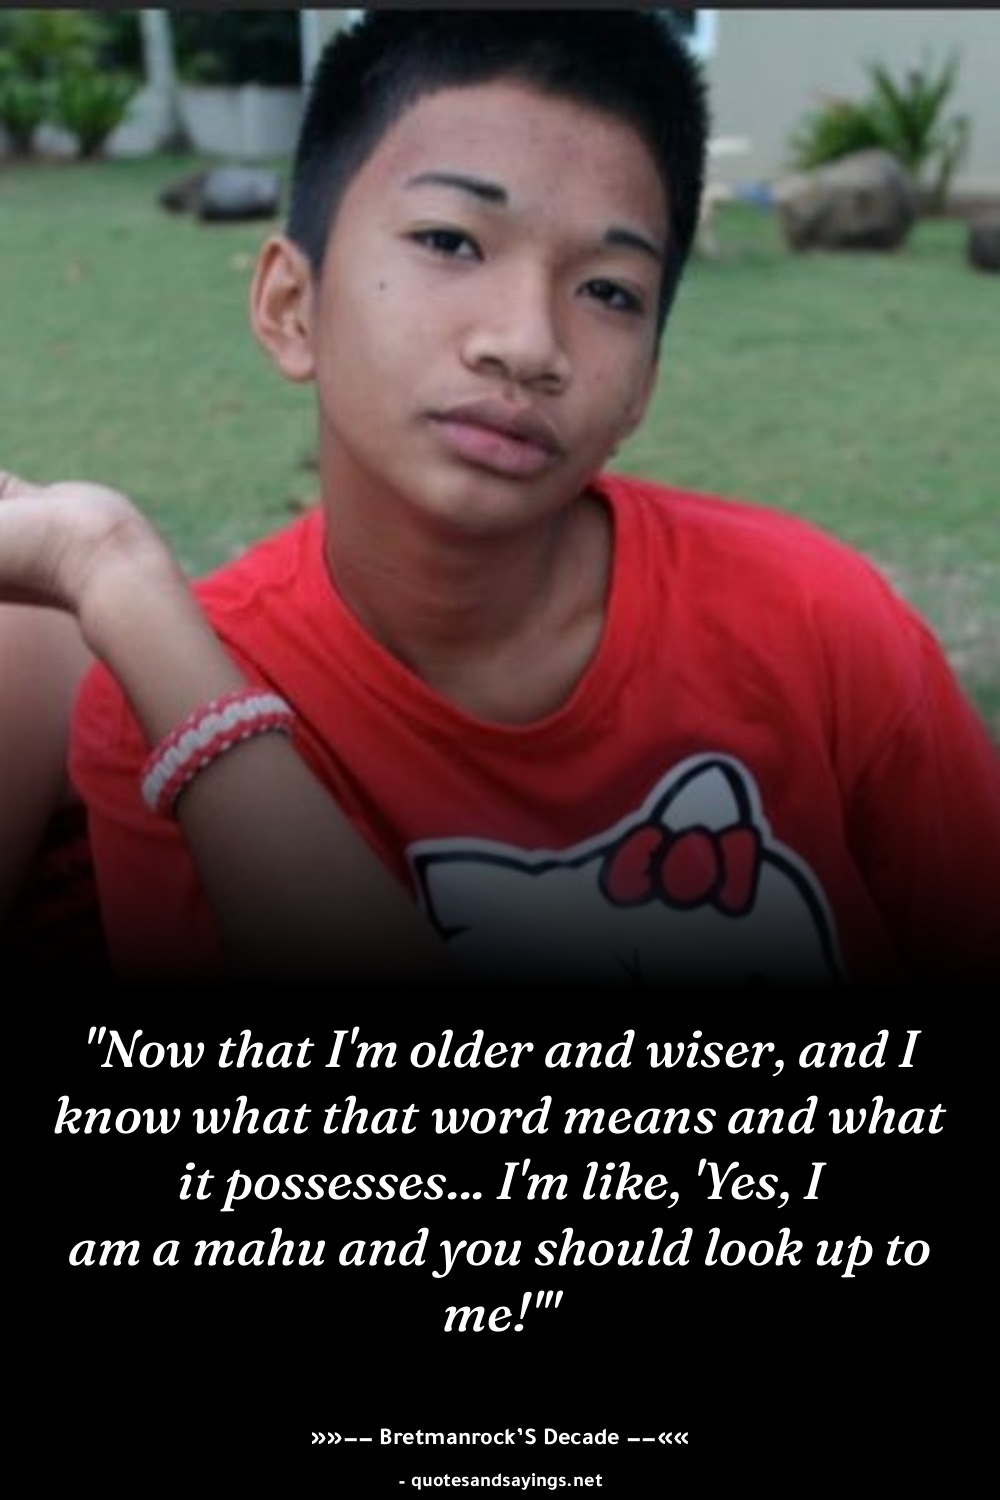 "Now that I'm older and wiser, and I
know what that word means and what
it possesses... I'm like, 'Yes, I
am a mahu and you should look up to
me!'"
»»−− Bretmanrock’S Decade −−««
- quotesandsayings.net